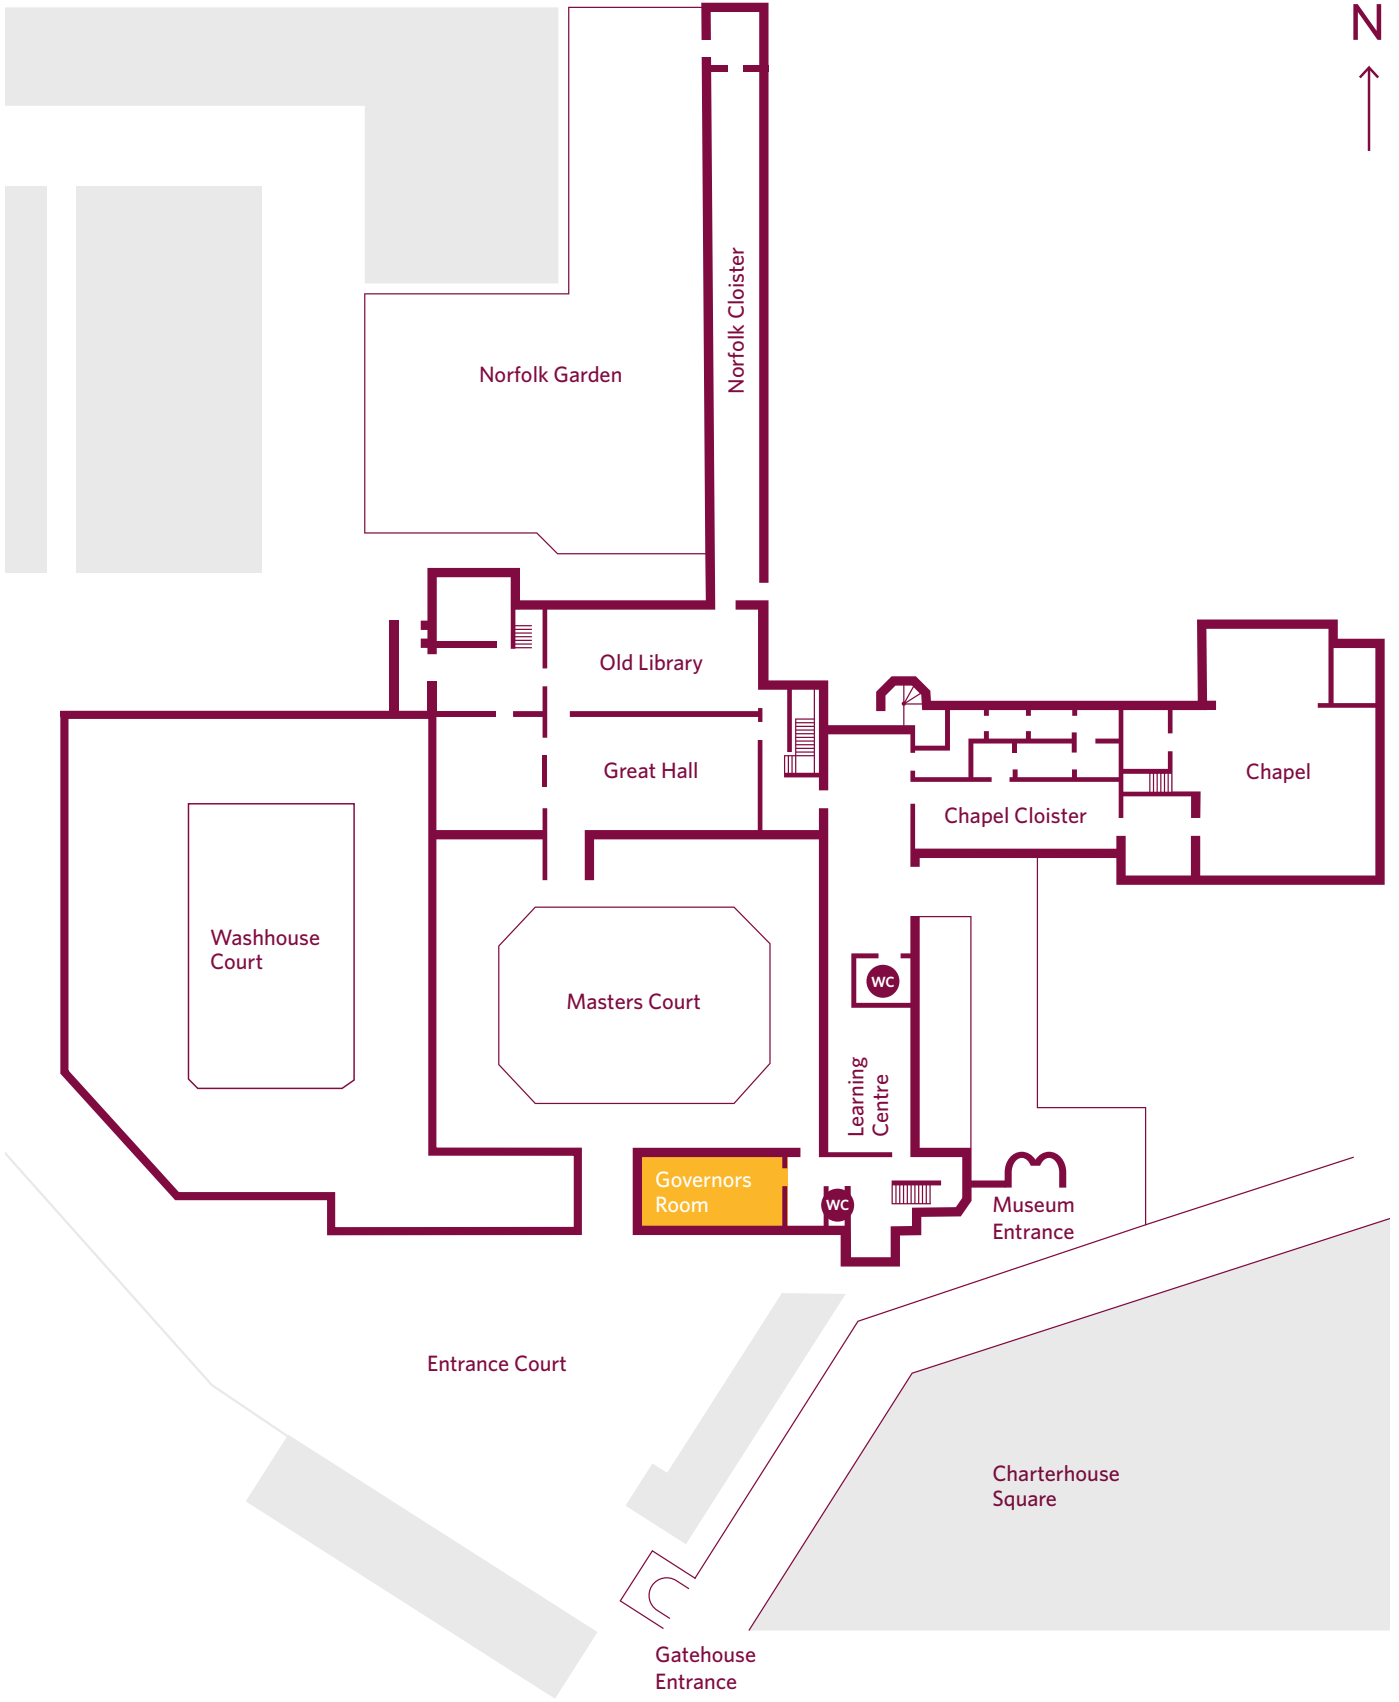 N
Norfolk Cloister
Norfolk Garden
Old Library
Great Hall
Chapel
Chapel Cloister
Washhouse
Court
Masters Court
WC
Learning
Centre
Governors
Room
WC
Museum
Entrance
Entrance Court
Charterhouse
Square
Gatehouse
Entrance